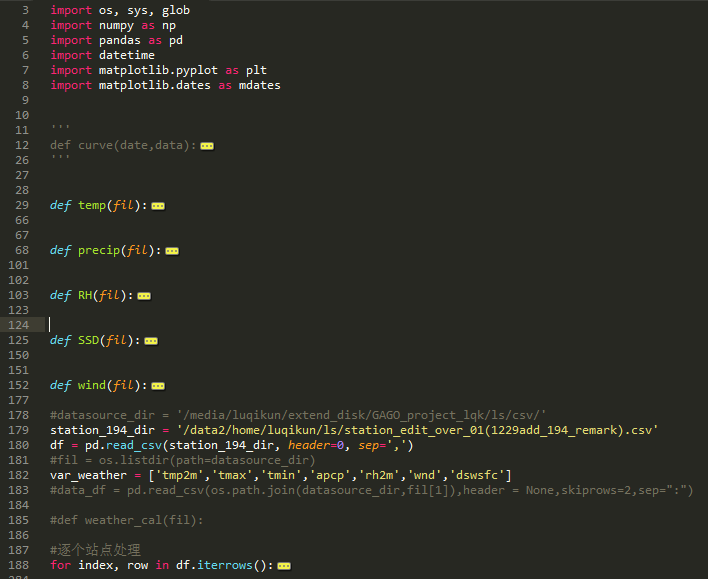 3 import os, sys, glob
4 import numpy as np
5 import pandas as pd
6 import datetime
7 import matplotlib.pyplot as plt
8 import matplotlib.dates as mdates
9
10
11 '''
12 def curve(date,data):
26 '''
27
28
29 def temp(fil):
66
67
68 def precip(fil):
101
102
103 def RH(fil):
123
124
125 def SSD(fil):
150
151
152 def wind(fil):
177
178 #datasource_dir = '/media/luqikun/extend_disk/GAGO_project_lqk/ls/csv/'
179 station_194_dir = '/data2/home/luqikun/ls/station_edit_over_01(1229add_194_remark).csv'
180 df = pd.read_csv(station_194_dir, header=0, sep=',')
181 #fil = os.listdir(path=datasource_dir)
182 var_weather = ['tmp2m','tmax','tmin','apcp','rh2m','wnd','dswsfc']
183 #data_df = pd.read_csv(os.path.join(datasource_dir,fil[1]),header = None,skiprows=2,sep=":")
184
185 #def weather_cal(fil):
186
187 #逐个站点处理
188 for index, row in df.iterrows():